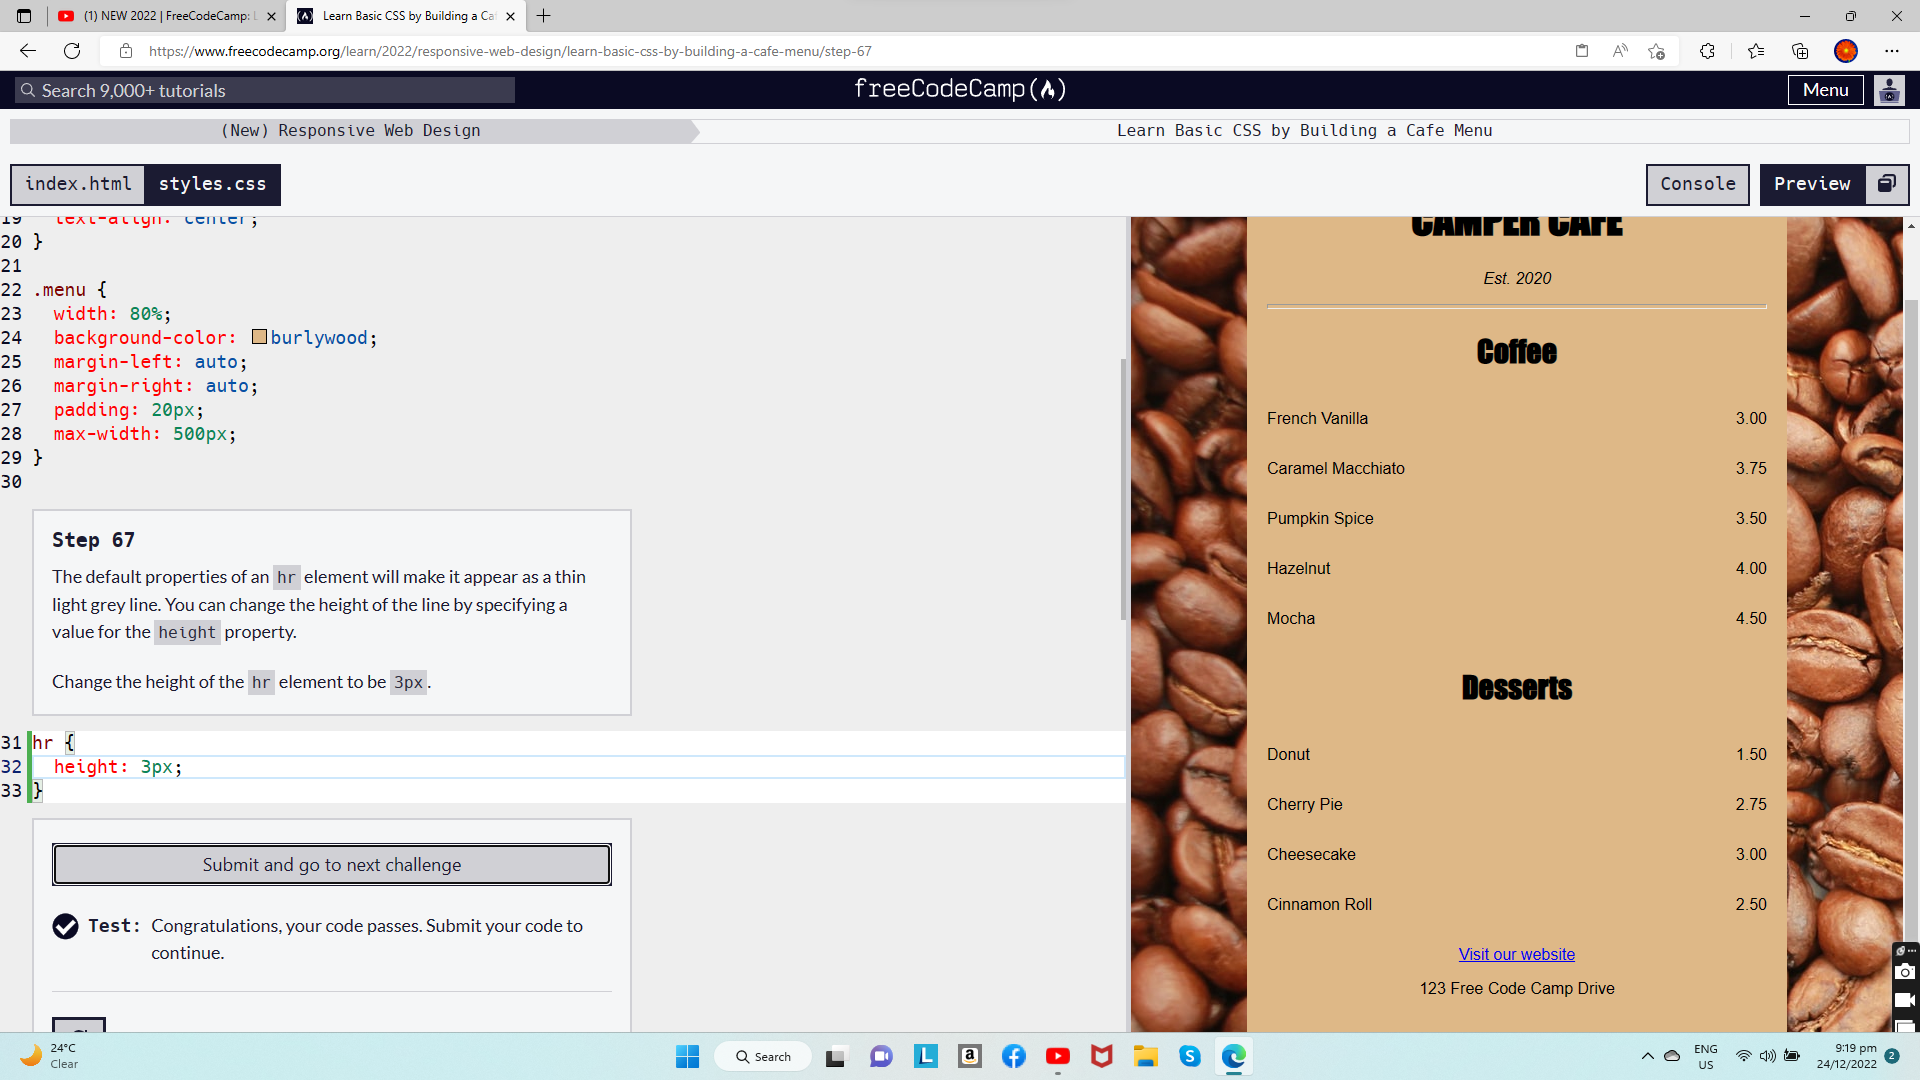 (1) NEW 2022 | FreeCodeCamp: L
Learn Basic CSS by Building a Caf
https://www.freecodecamp.org/learn/2022/responsive-web-design/learn-basic-css-by-building-a-cafe-menu/step-67
Search 9,000+ tutorials
freeCodeCamp
Menu
(New) Responsive Web Design
Learn Basic CSS by Building a Cafe Menu
index.html
styles.css
Console
Preview
19 text-align: center;
20 }
21
22 .menu {
23 width: 80%;
24 background-color: burlywood;
25 margin-left: auto;
26 margin-right: auto;
27 padding: 20px;
28 max-width: 500px;
29 }
30
Step 67
The default properties of an hr element will make it appear as a thin
light grey line. You can change the height of the line by specifying a
value for the height property.
Change the height of the hr element to be 3px.
31 hr {
32 height: 3px;
33 }
Submit and go to next challenge
Test: Congratulations, your code passes. Submit your code to
continue.
CAMPER CAFE
Est. 2020
Coffee
French Vanilla 3.00
Caramel Macchiato 3.75
Pumpkin Spice 3.50
Hazelnut 4.00
Mocha 4.50
Desserts
Donut 1.50
Cherry Pie 2.75
Cheesecake 3.00
Cinnamon Roll 2.50
Visit our website
123 Free Code Camp Drive
24°C
Clear
Search
ENG
US
9:19 pm
24/12/2022
2